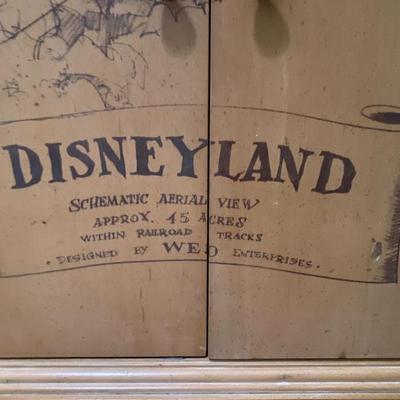 DISNEYLAND
SCHEMATIC AERIAL VIEW
APPROX. 45 ACRES
WITHIN RAILROAD TRACKS
· DESIGNED BY WED ENTERPRISES ·